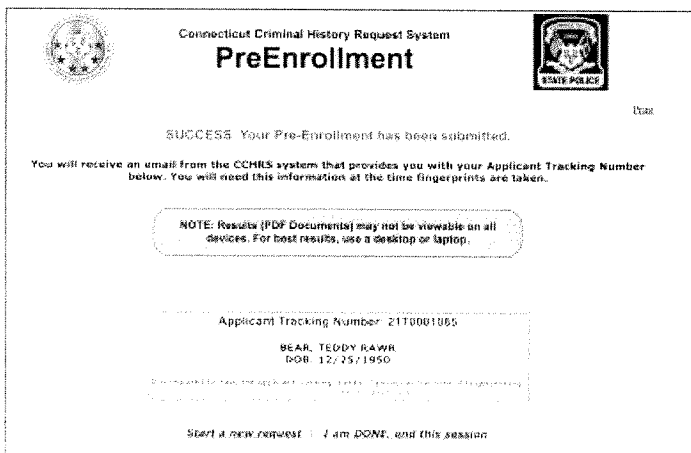 Connecticut Criminal History Request System
PreEnrollment
STATE POLICE
Print
SUCCESS. Your Pre-Enrollment has been submitted.
You will receive an email from the CCHRS system that provides you with your Applicant Tracking Number
below. You will need this information at the time fingerprints are taken.
NOTE: Results (PDF Documents) may not be viewable on all
devices. For best results, use a desktop or laptop.
Applicant Tracking Number: 21T0001065
BEAR, TEDDY RAWR
DOB: 12/25/1950
Start a new request | I am DONE, end this session